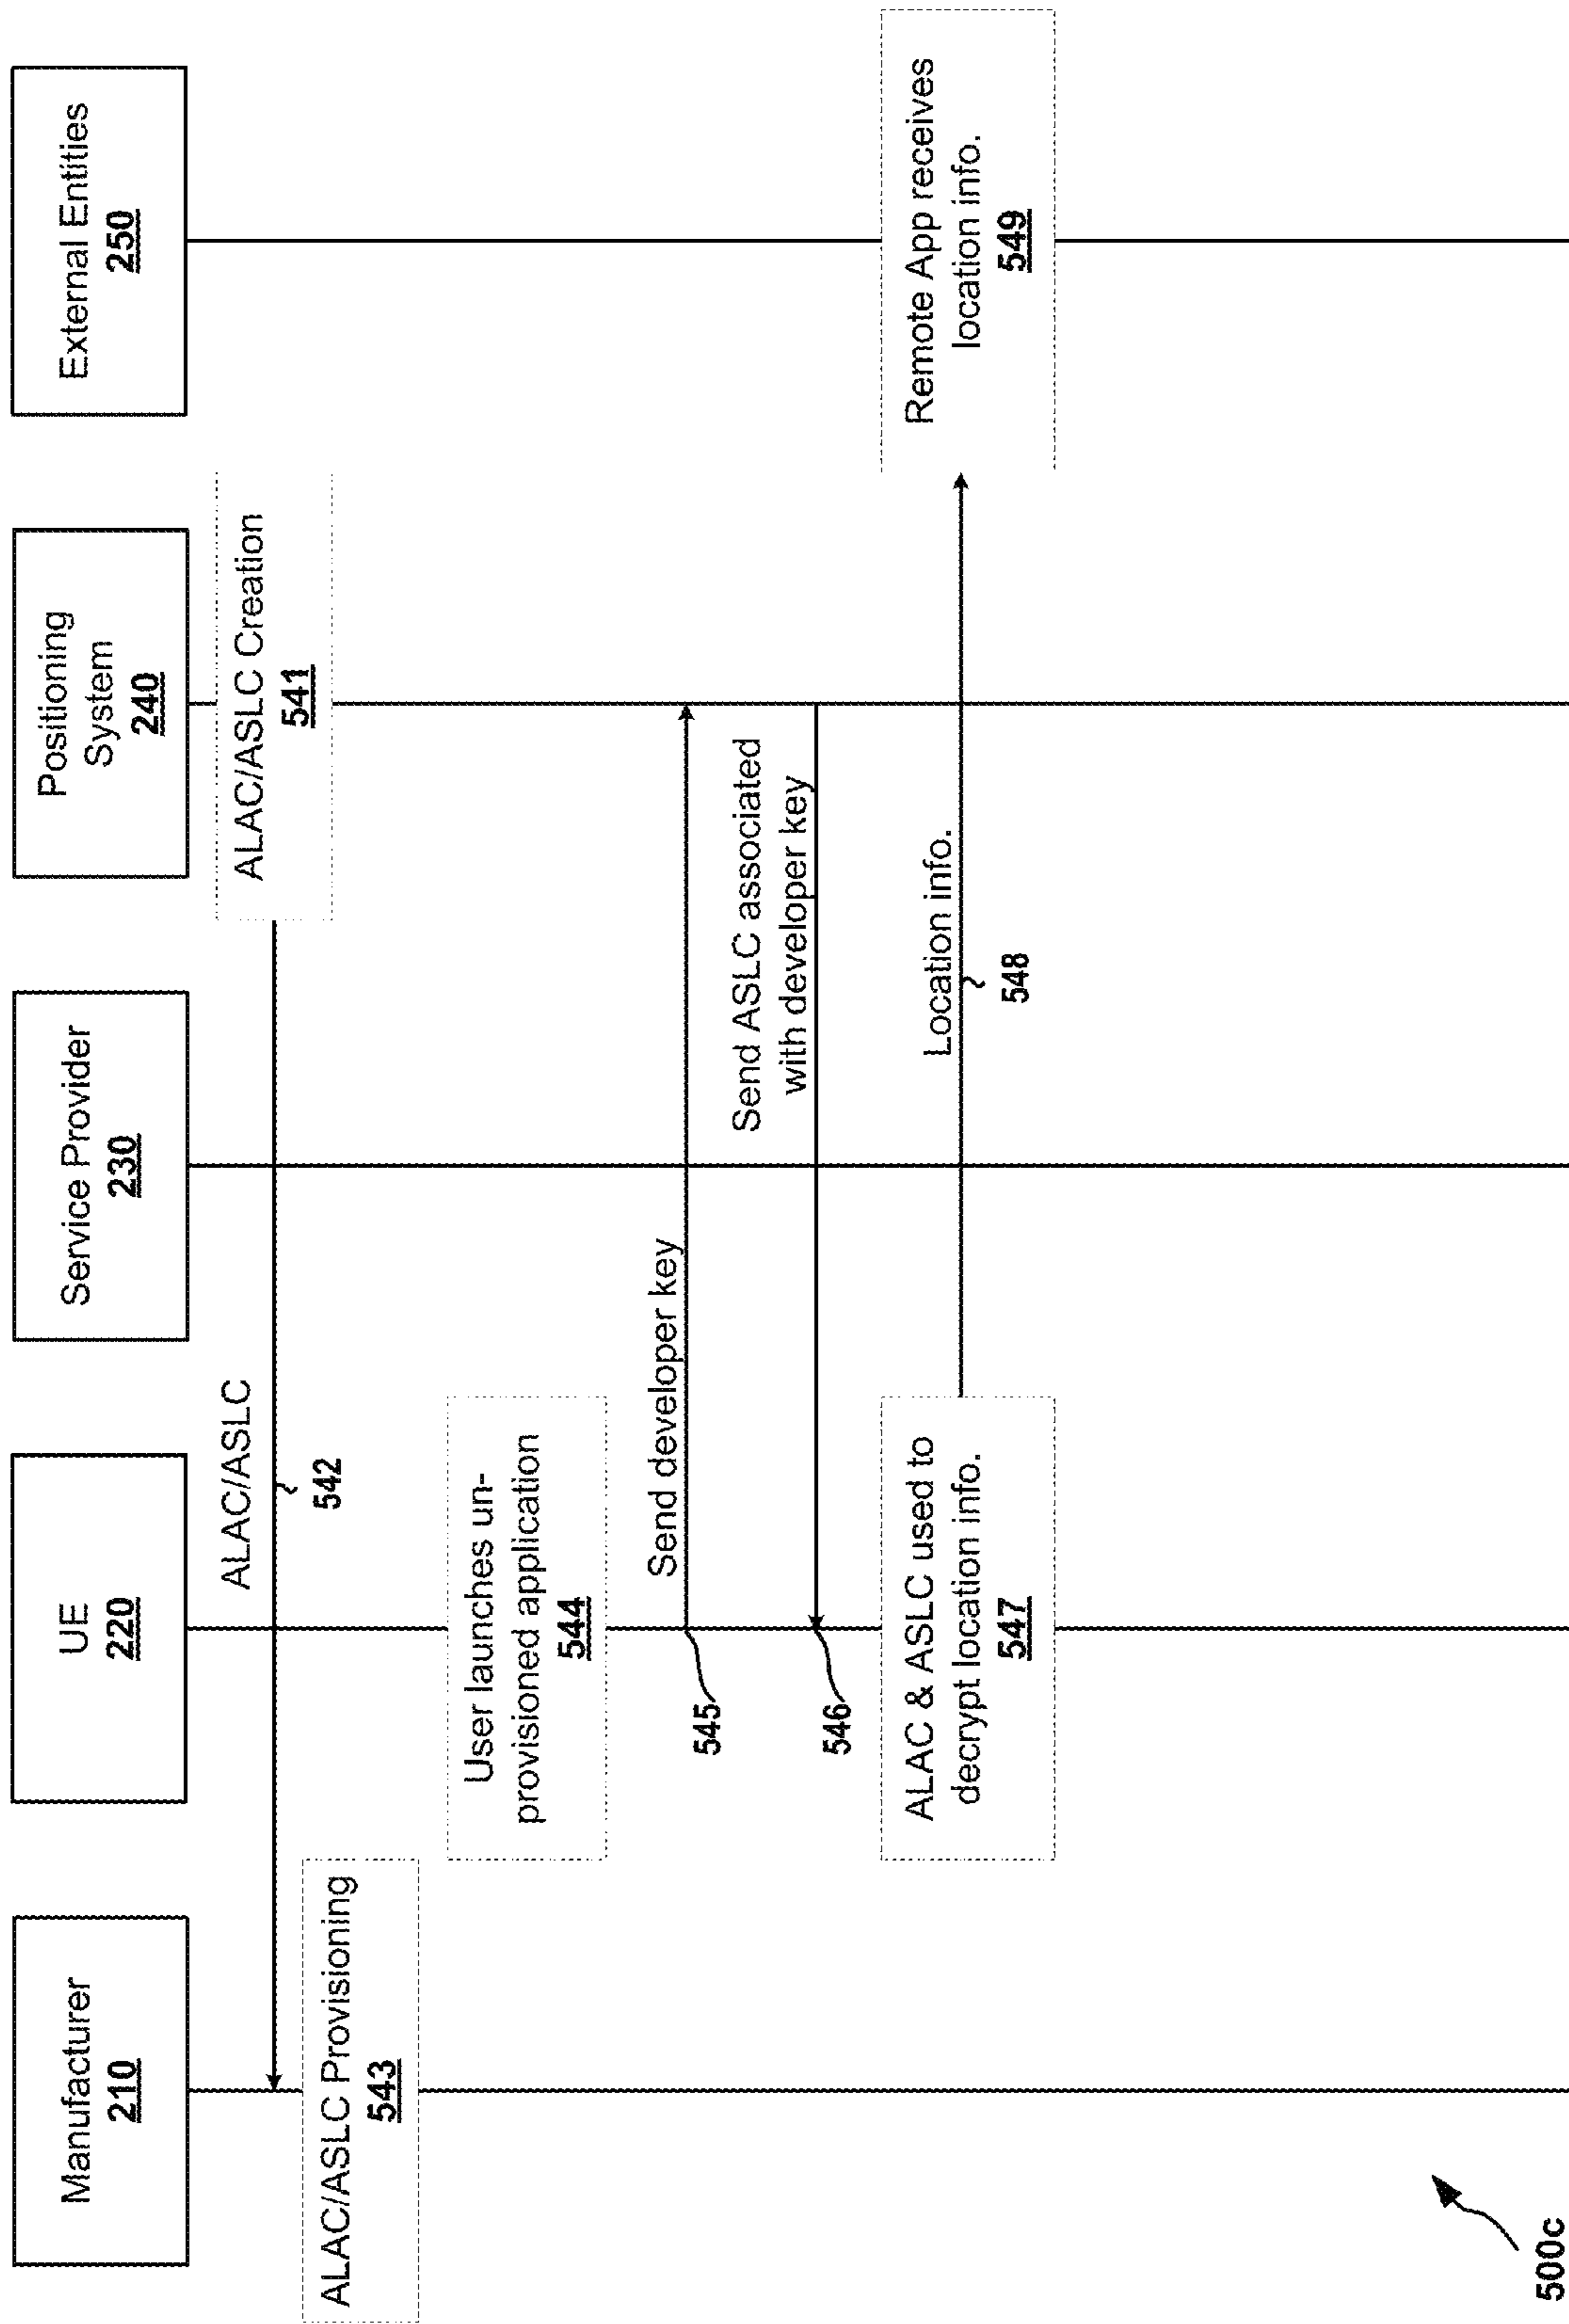 Manufacturer
210
UE
220
Service Provider
230
Positioning
System
240
External Entities
250
ALAC/ASLC Creation
541
ALAC/ASLC
542
ALAC/ASLC Provisioning
543
User launches un-
provisioned application
544
Send developer key
545
Send ASLC associated
with developer key
546
ALAC & ASLC used to
decrypt location info.
547
Location info.
548
Remote App receives
location info.
549
500c